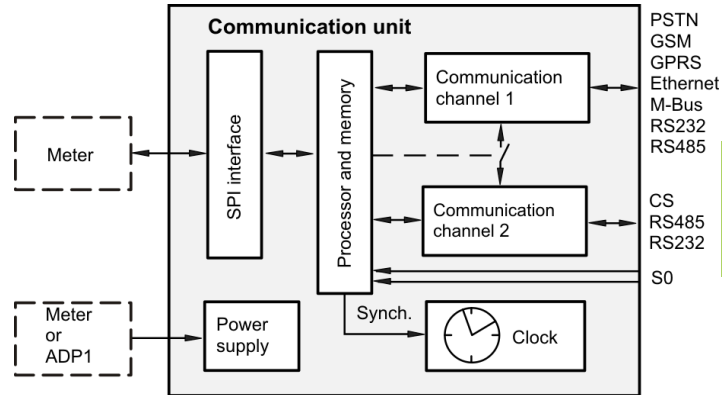 Communication unit
PSTN
GSM
GPRS
Ethernet
M-Bus
RS232
RS485
Communication
channel 1
Meter
SPI interface
Processor and memory
Communication
channel 2
CS
RS485
RS232
S0
Meter
or
ADP1
Power
supply
Synch.
Clock